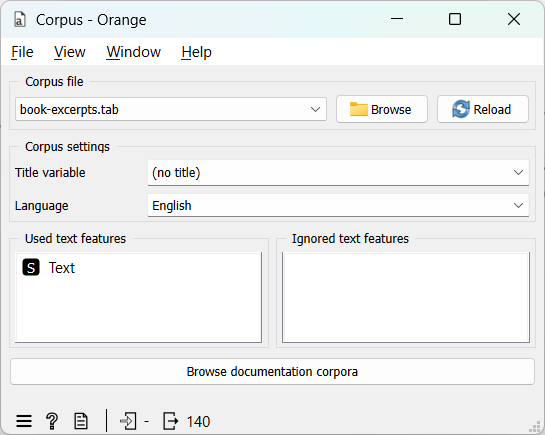 Corpus - Orange
File View Window Help
Corpus file
book-excerpts.tab Browse Reload
Corpus settings
Title variable (no title)
Language English
Used text features Ignored text features
S Text
Browse documentation corpora
? - 140